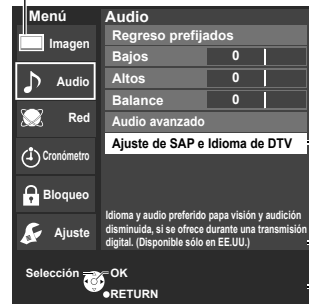 Menú
Imagen
Audio
Red
Cronómetro
Bloqueo
Ajuste
Audio
Regreso prefijados
Bajos 0
Altos 0
Balance 0
Audio avanzado
Ajuste de SAP e Idioma de DTV
Idioma y audio preferido papa visión y audición
disminuida, si se ofrece durante una transmisión
digital. (Disponible sólo en EE.UU.)
Selección
OK
RETURN